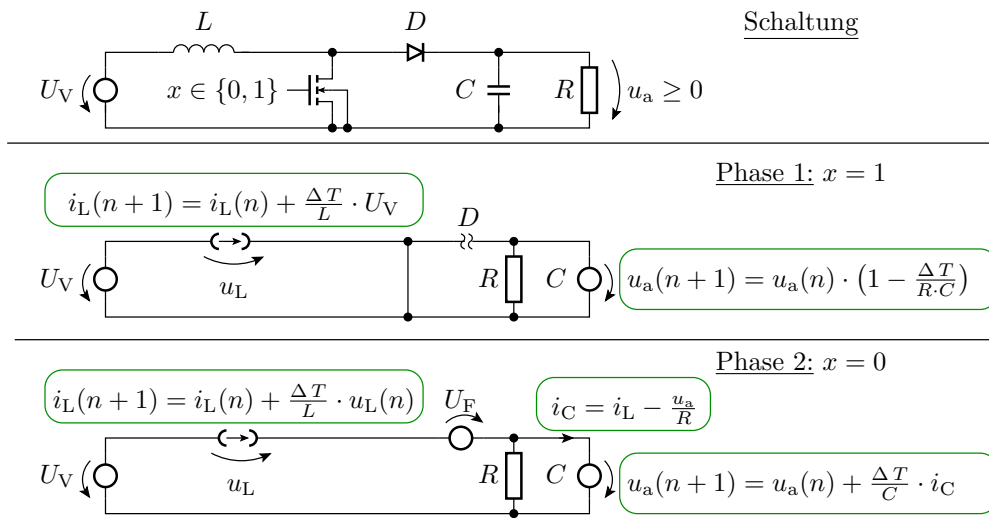 L D Schaltung
U_V x ∈ {0, 1} C R u_a ≥ 0
Phase 1: x = 1
i_L(n + 1) = i_L(n) + ΔT/L · U_V
D
U_V u_L R C u_a(n + 1) = u_a(n) · (1 − ΔT/(R·C))
Phase 2: x = 0
i_L(n + 1) = i_L(n) + ΔT/L · u_L(n) U_F i_C = i_L − u_a/R
U_V u_L R C u_a(n + 1) = u_a(n) + ΔT/C · i_C